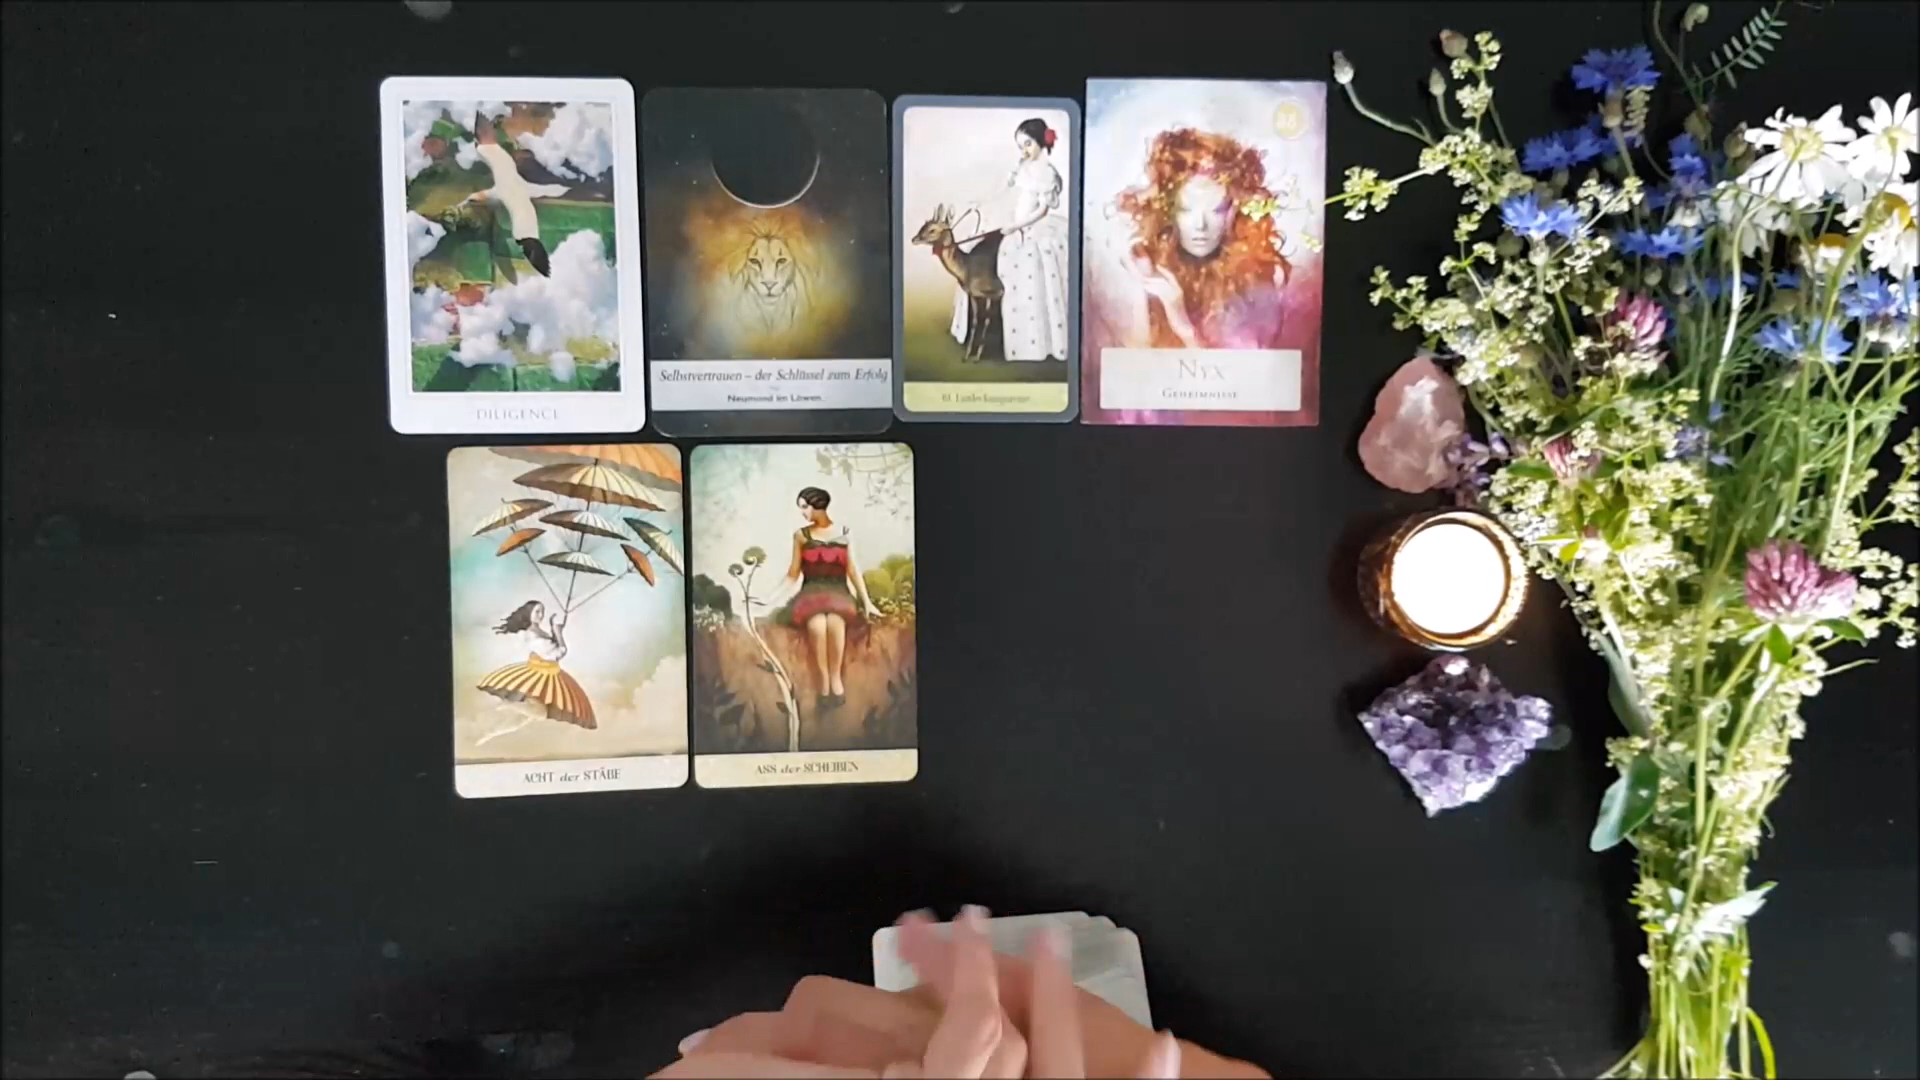 DILIGENCE
Selbstvertrauen – der Schlüssel zum Erfolg
Neumond im Löwen
NYX
GEHEIMNISSE
ACHT der STÄBE
ASS der SCHEIBEN